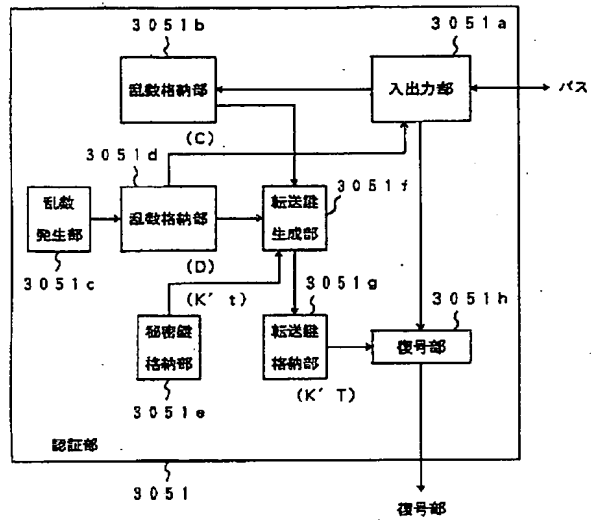 3051b
3051a
乱数格納部
入出力部
バス
(C)
3051d
3051f
乱数
発生部
乱数格納部
転送鍵
生成部
3051c
(D)
(K' t)
3051g
3051h
秘密鍵
格納部
転送鍵
格納部
復号部
(K' T)
3051e
認証部
3051
復号部